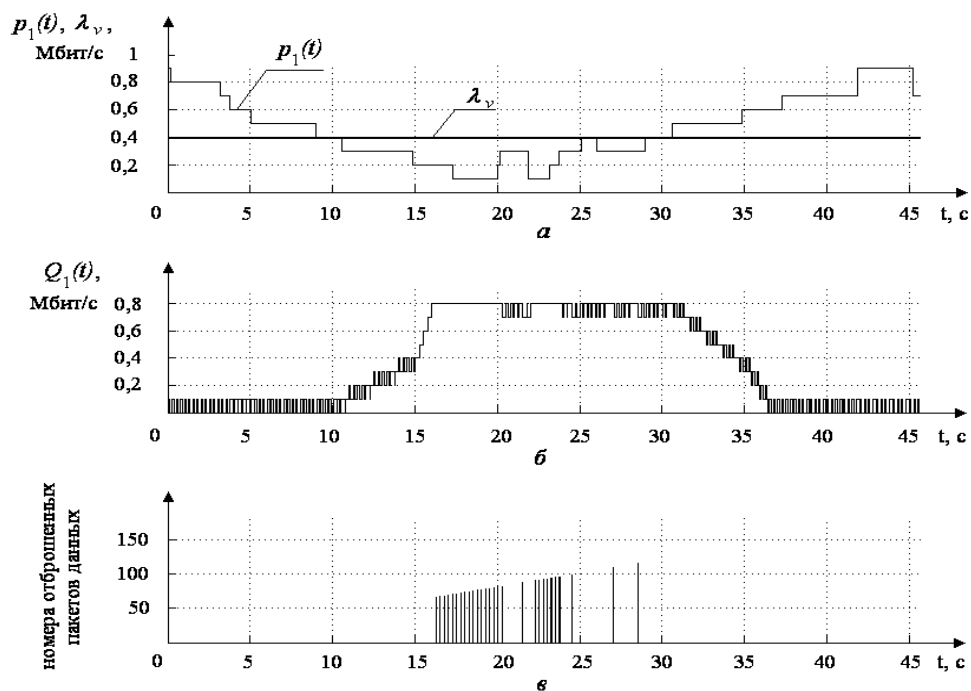 p₁(t), λᵥ,
Мбит/с
1
0,8
0,6
0,4
0,2
p₁(t)
λᵥ
0 5 10 15 20 25 30 35 40 45
t, с
а
Q₁(t),
Мбит/с
0,8
0,6
0,4
0,2
0 5 10 15 20 25 30 35 40 45 t, с
б
номера отброшенных
пакетов данных
150
100
50
0 5 10 15 20 25 30 35 40 45 t, с
в